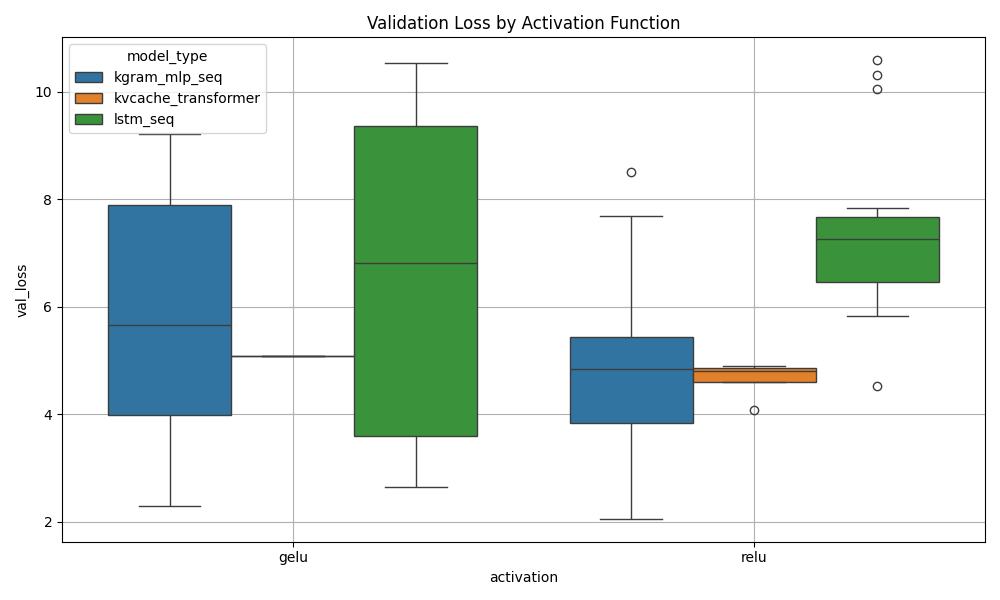 Validation Loss by Activation Function
model_type
kgram_mlp_seq
kvcache_transformer
lstm_seq
val_loss
10
8
6
4
2
gelu
relu
activation